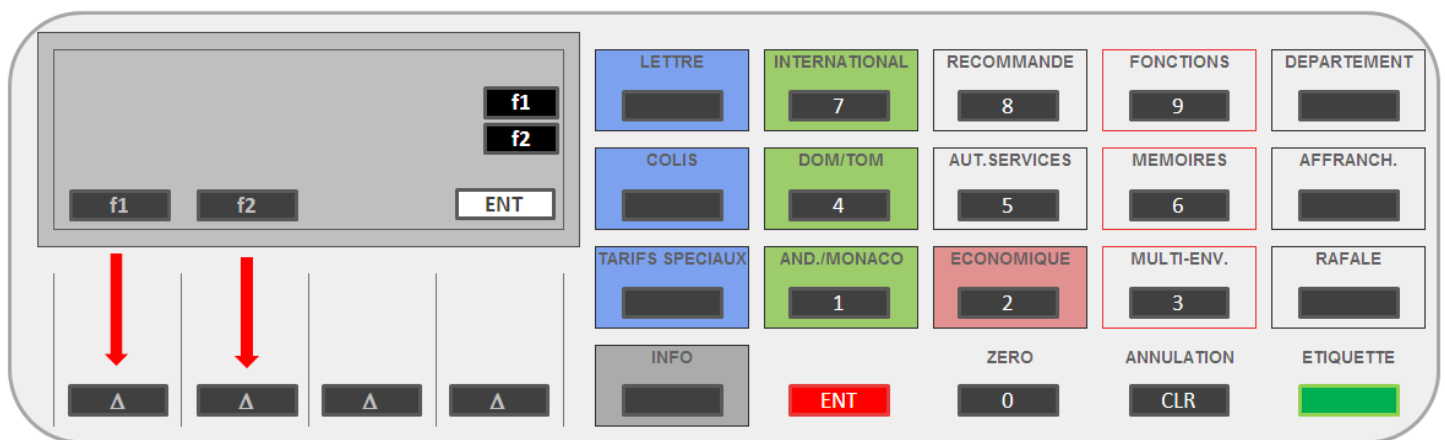 f1
f2
f1 f2 ENT
Δ Δ Δ Δ
LETTRE INTERNATIONAL RECOMMANDE FONCTIONS DEPARTEMENT
7 8 9
COLIS DOM/TOM AUT.SERVICES MEMOIRES AFFRANCH.
4 5 6
TARIFS SPECIAUX AND./MONACO ECONOMIQUE MULTI-ENV. RAFALE
1 2 3
INFO ZERO ANNULATION ETIQUETTE
ENT 0 CLR